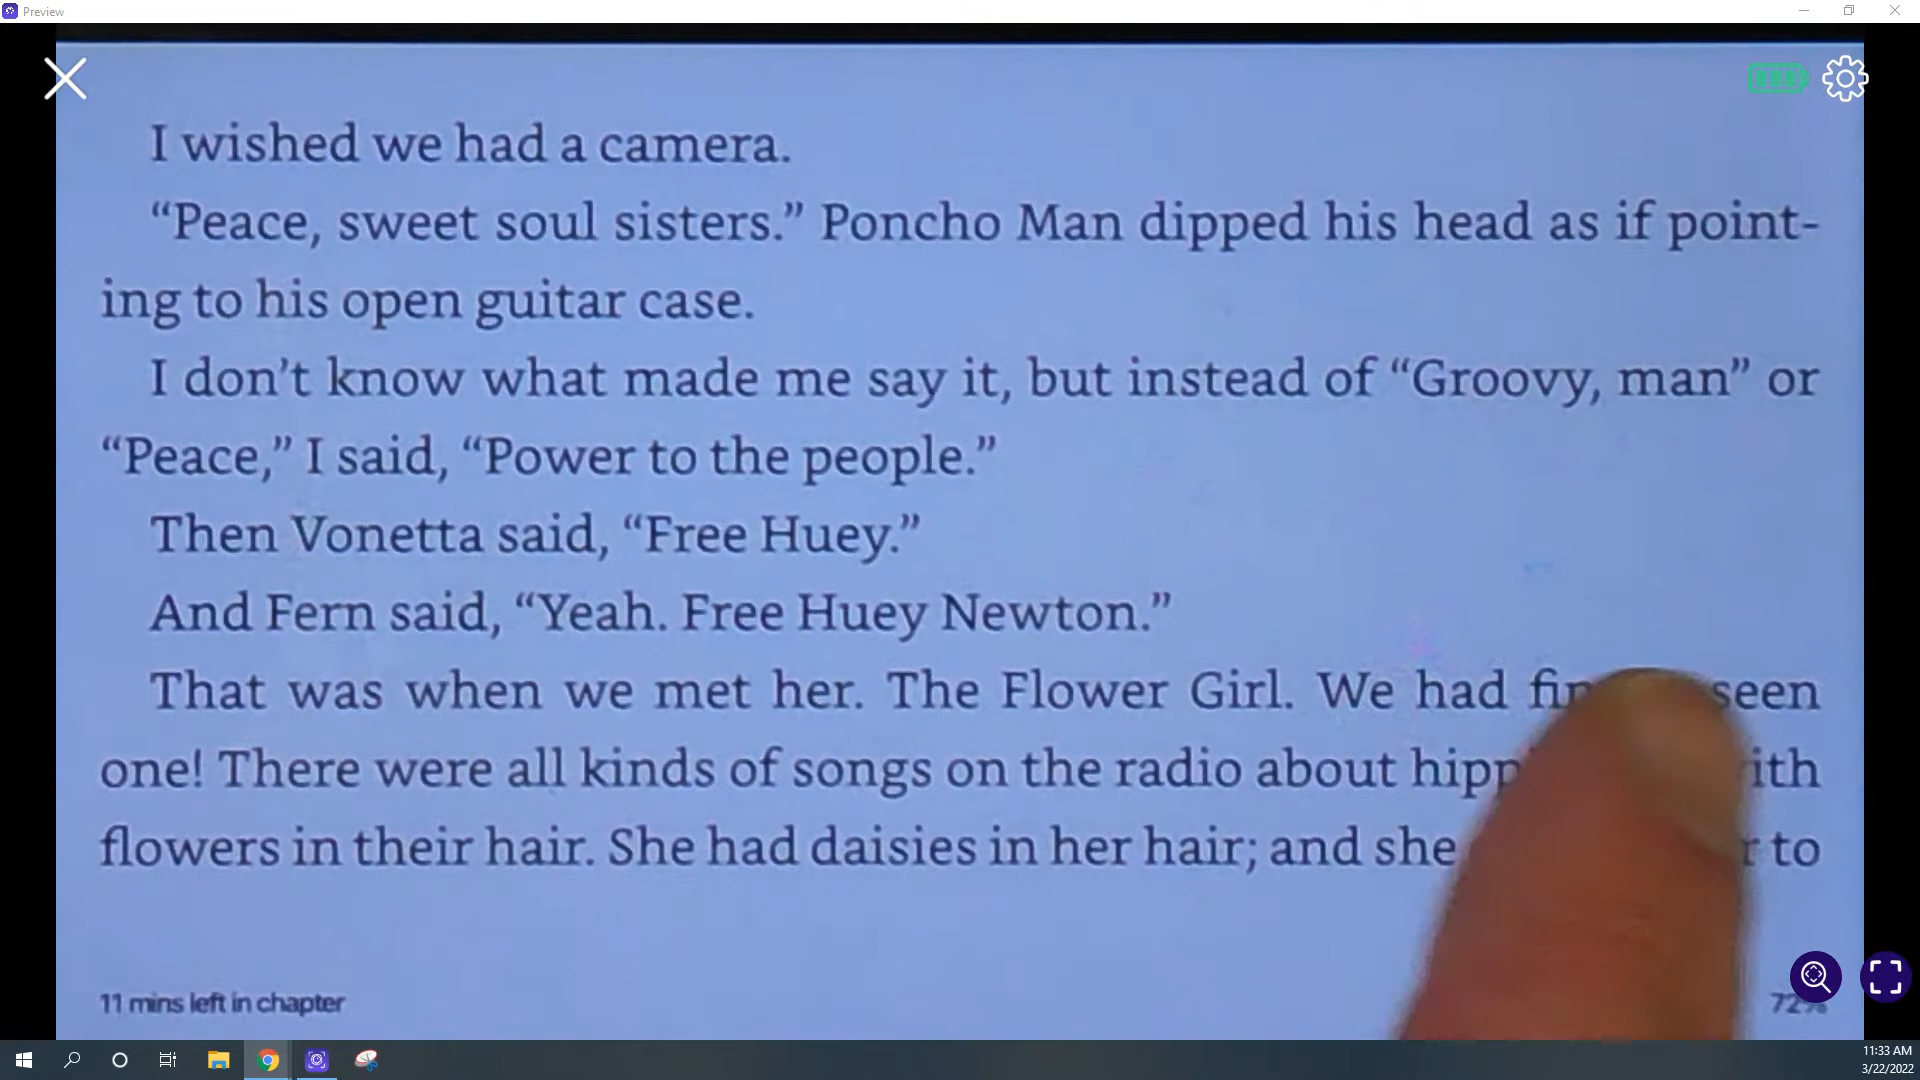 Preview
I wished we had a camera.
“Peace, sweet soul sisters.” Poncho Man dipped his head as if point-
ing to his open guitar case.
I don’t know what made me say it, but instead of “Groovy, man” or
“Peace,” I said, “Power to the people.”
Then Vonetta said, “Free Huey.”
And Fern said, “Yeah. Free Huey Newton.”
That was when we met her. The Flower Girl. We had seen
one! There were all kinds of songs on the radio about
flowers in their hair. She had daisies in her hair; and she to
11 mins left in chapter
72%
11:33 AM
3/22/2022